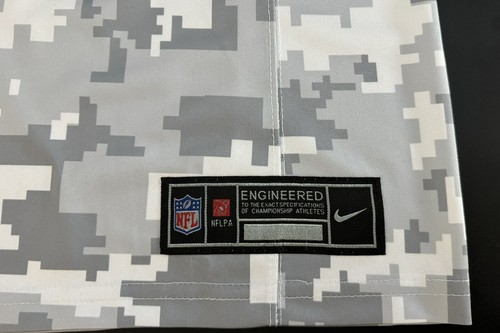 NFL
NFLPA
ENGINEERED
TO THE EXACT SPECIFICATIONS
OF CHAMPIONSHIP ATHLETES